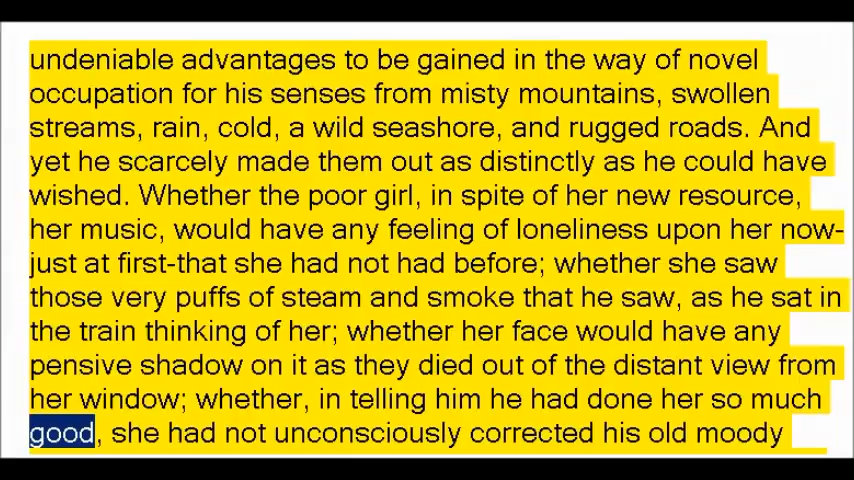 undeniable advantages to be gained in the way of novel
occupation for his senses from misty mountains, swollen
streams, rain, cold, a wild seashore, and rugged roads. And
yet he scarcely made them out as distinctly as he could have
wished. Whether the poor girl, in spite of her new resource,
her music, would have any feeling of loneliness upon her now-
just at first-that she had not had before; whether she saw
those very puffs of steam and smoke that he saw, as he sat in
the train thinking of her; whether her face would have any
pensive shadow on it as they died out of the distant view from
her window; whether, in telling him he had done her so much
good, she had not unconsciously corrected his old moody